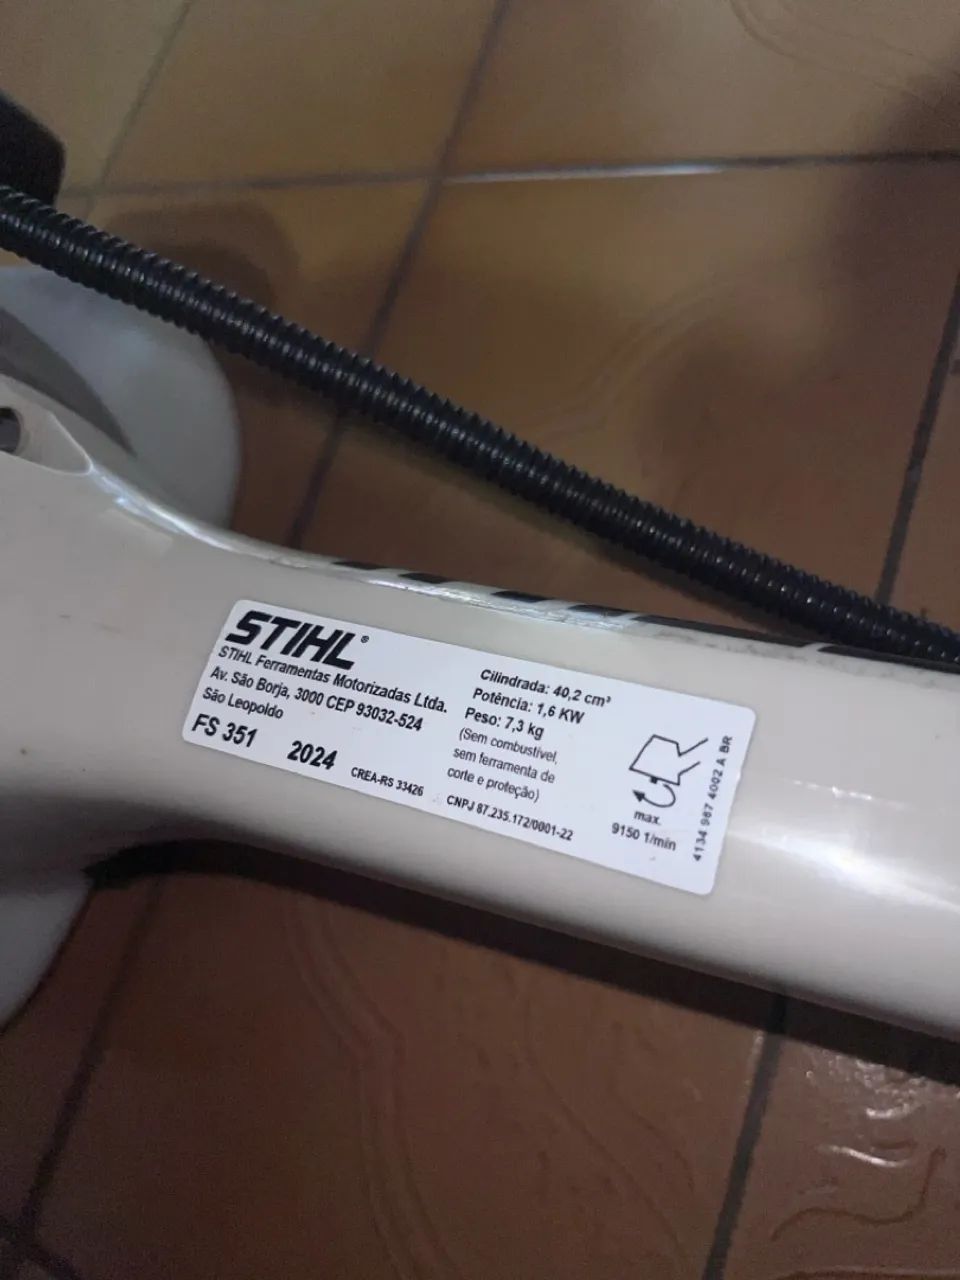 STIHL®
STIHL Ferramentas Motorizadas Ltda.
Av. São Borja, 3000 CEP 93032-524
São Leopoldo
FS 351 2024
CREA-RS 33426
Cilindrada: 40,2 cm³
Potência: 1,6 KW
Peso: 7,3 kg
(Sem combustível,
sem ferramenta de
corte e proteção)
CNPJ 87.235.172/0001-22
max.
9150 1/min
4134 967 4002 A BR